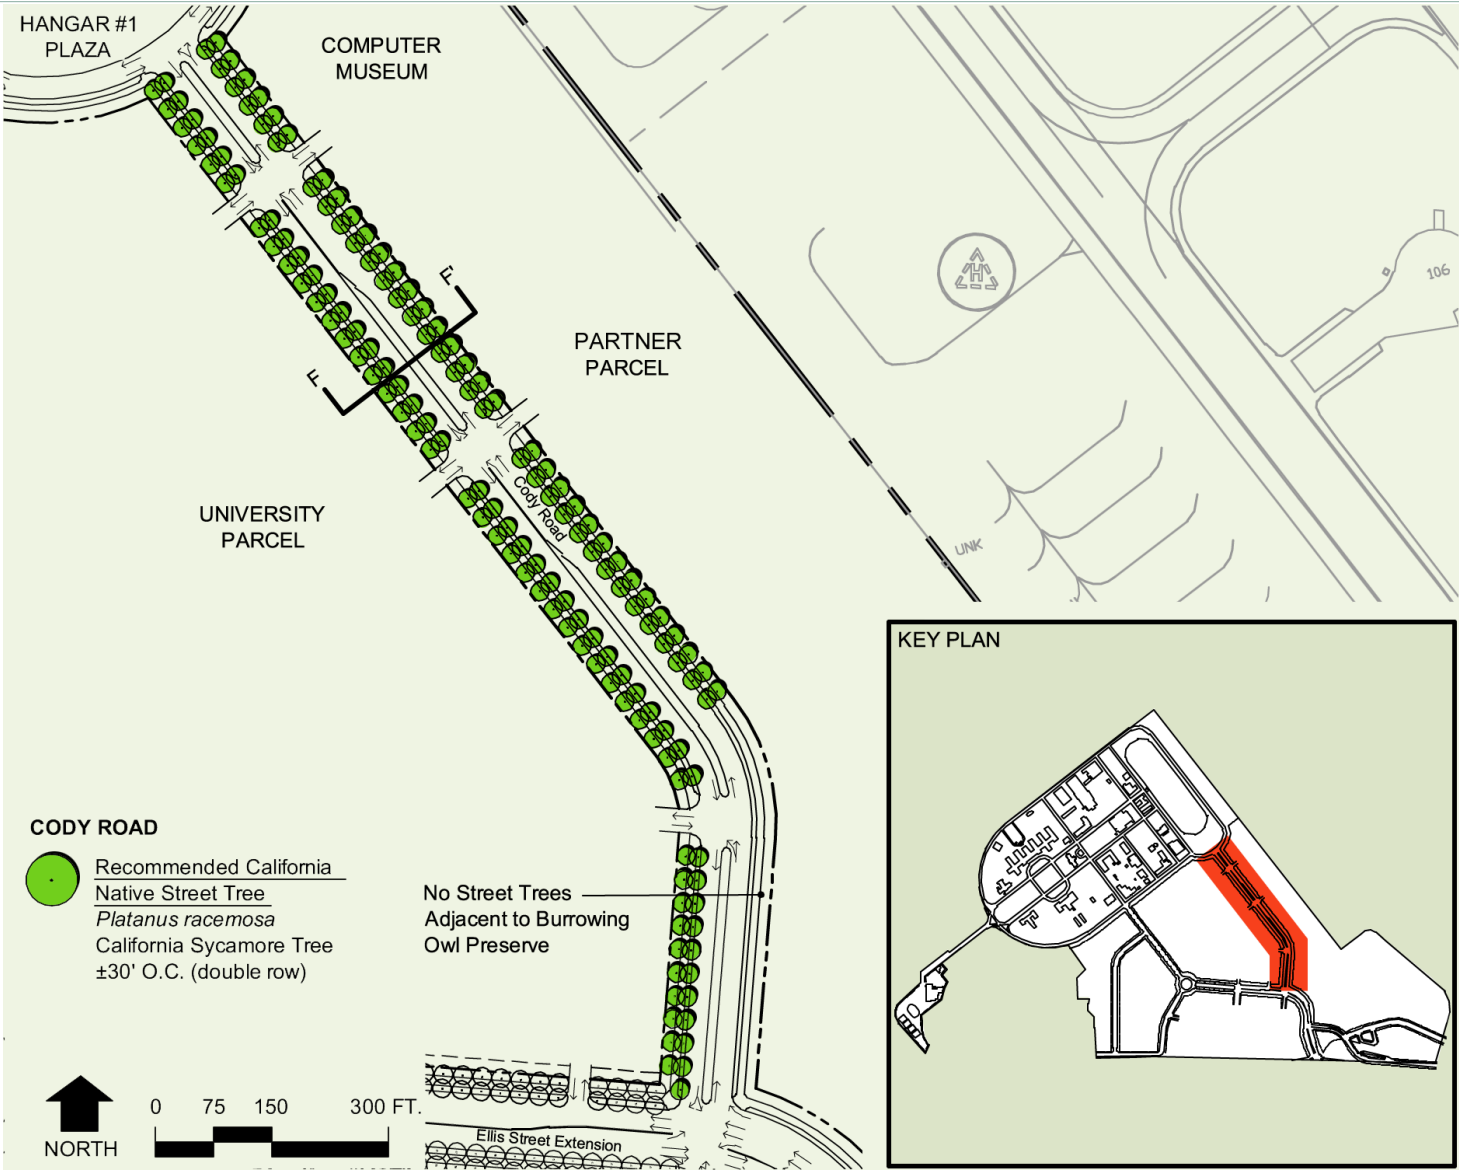 HANGAR #1
PLAZA
COMPUTER
MUSEUM
F'
F
PARTNER
PARCEL
H
106
UNK
Cody Road
UNIVERSITY
PARCEL
KEY PLAN
CODY ROAD
Recommended California
Native Street Tree
Platanus racemosa
California Sycamore Tree
±30' O.C. (double row)
No Street Trees
Adjacent to Burrowing
Owl Preserve
NORTH
0 75 150 300 FT.
Ellis Street Extension